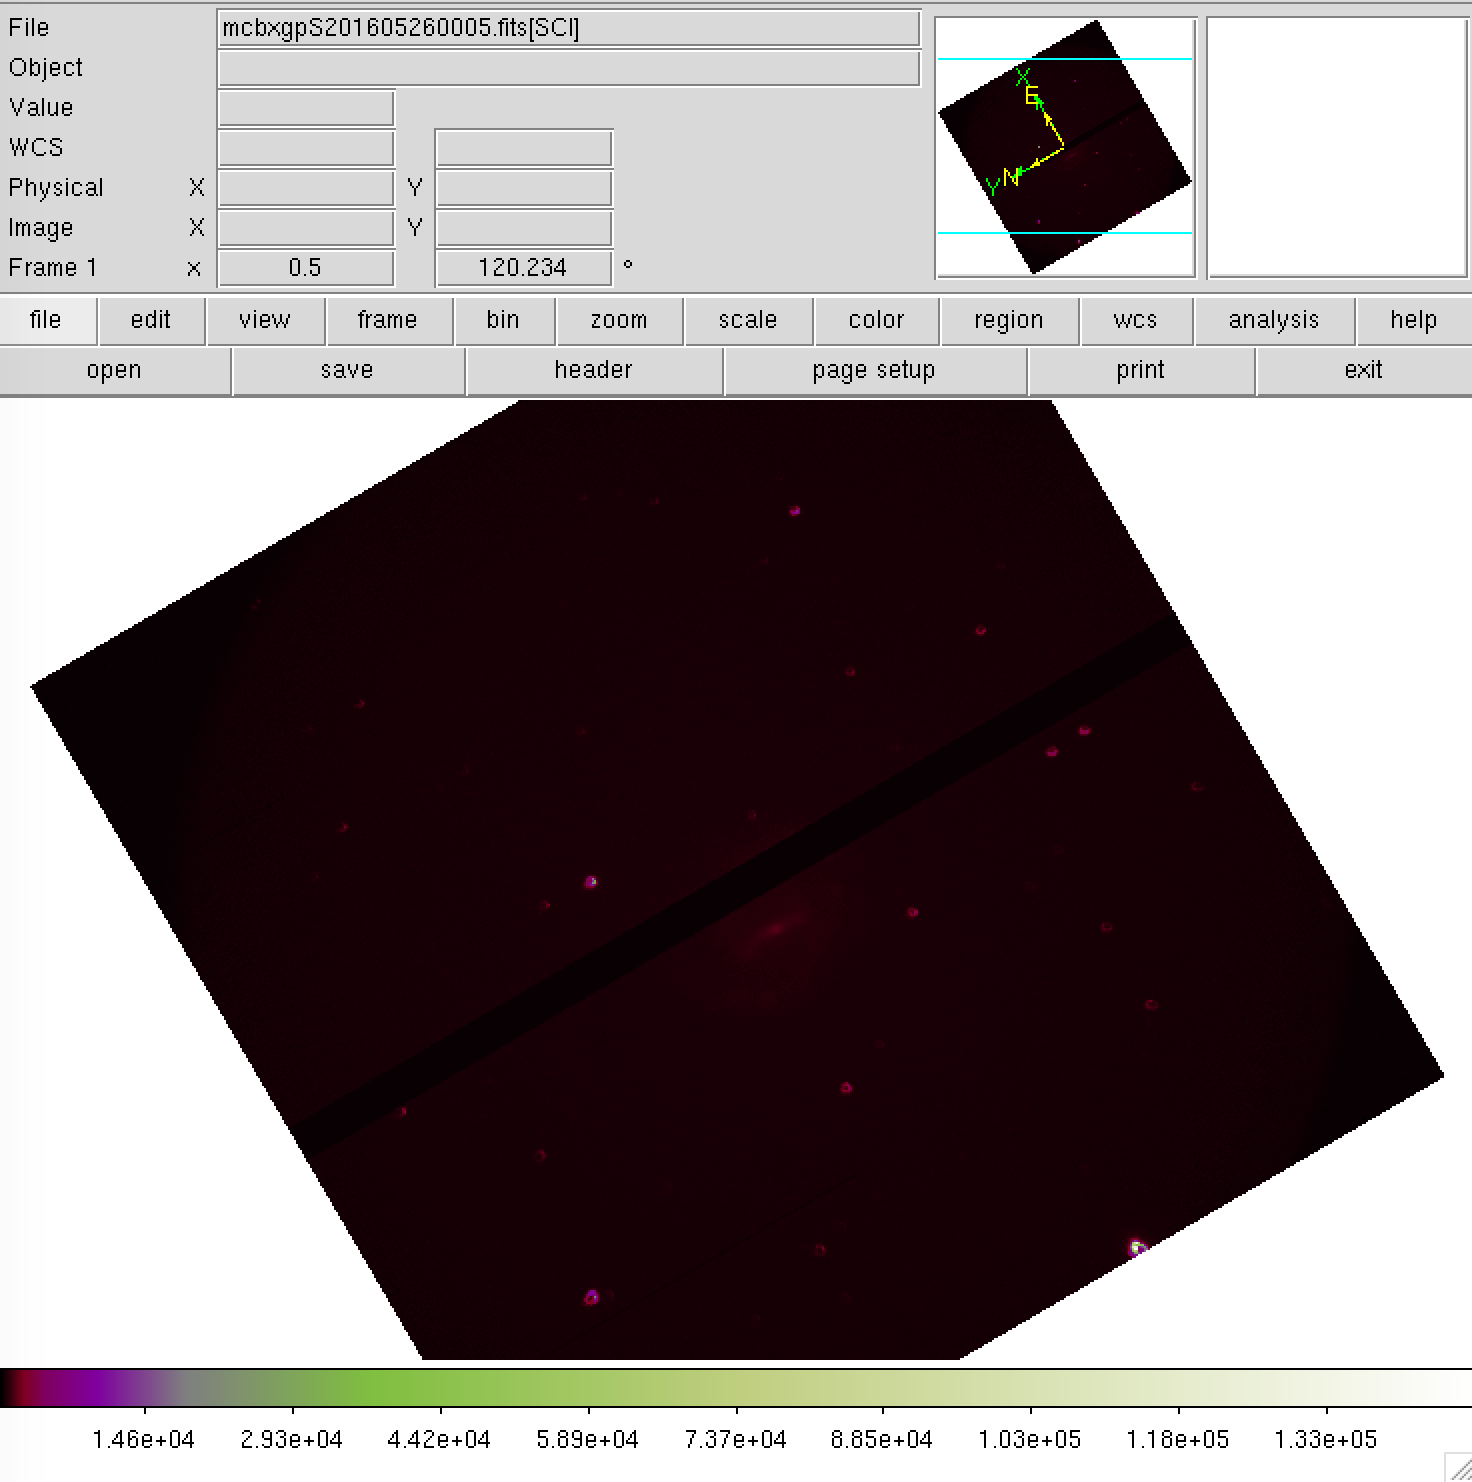 File mcbxgpS201605260005.fits[SCI]
Object
Value
WCS
Physical X Y
Image X Y
Frame 1 x 0.5 120.234 °
X
E
Y N
file edit view frame bin zoom scale color region wcs analysis help
open save header page setup print exit
1.46e+04 2.93e+04 4.42e+04 5.89e+04 7.37e+04 8.85e+04 1.03e+05 1.18e+05 1.33e+05